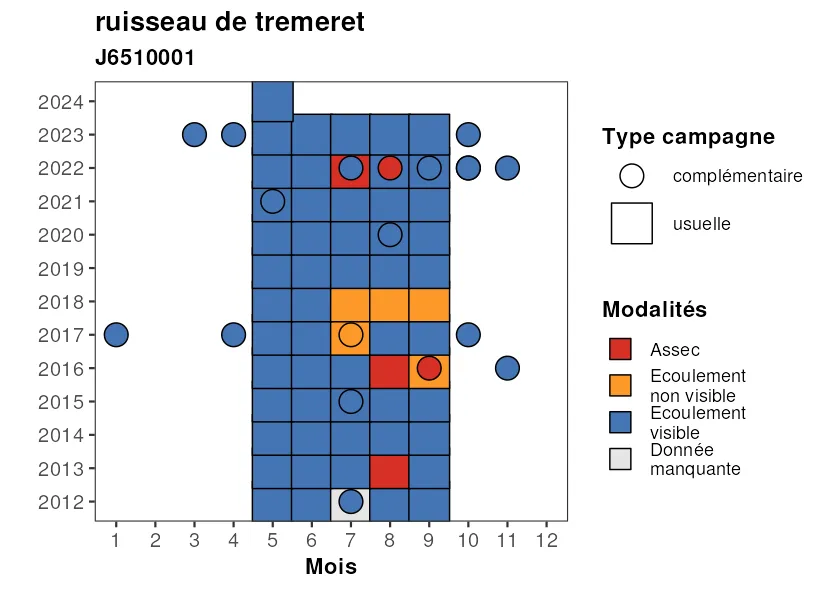 ruisseau de tremeret
J6510001
2024
2023
2022
2021
2020
2019
2018
2017
2016
2015
2014
2013
2012
1 2 3 4 5 6 7 8 9 10 11 12
Mois
Type campagne
complémentaire
usuelle
Modalités
Assec
Ecoulement
non visible
Ecoulement
visible
Donnée
manquante